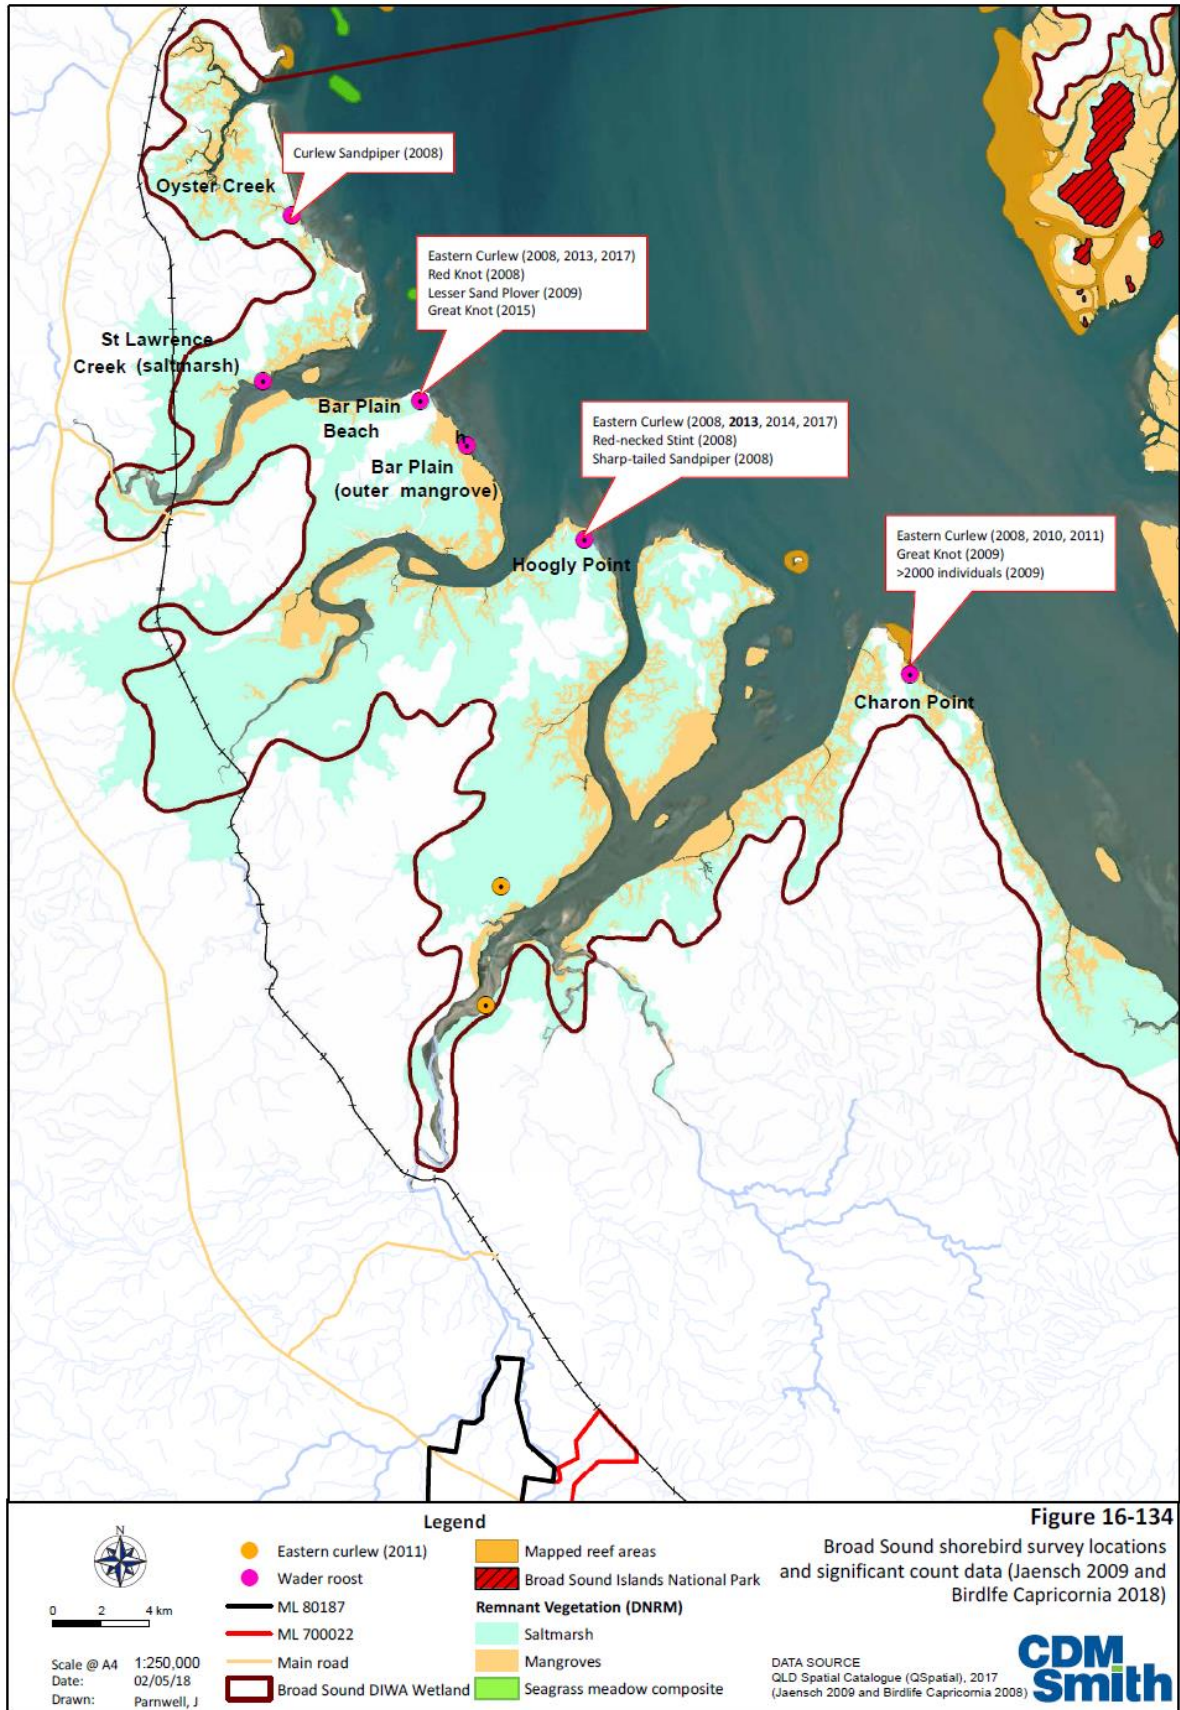 Curlew Sandpiper (2008)
Oyster Creek
Eastern Curlew (2008, 2013, 2017)
Red Knot (2008)
Lesser Sand Plover (2009)
Great Knot (2015)
St Lawrence
Creek (saltmarsh)
Bar Plain
Beach
h
Bar Plain
(outer mangrove)
Eastern Curlew (2008, 2013, 2014, 2017)
Red-necked Stint (2008)
Sharp-tailed Sandpiper (2008)
Hoogly Point
Eastern Curlew (2008, 2010, 2011)
Great Knot (2009)
>2000 individuals (2009)
Charon Point
N
0 2 4 km
Scale @ A4 1:250,000
Date: 02/05/18
Drawn: Parnwell, J
Legend
Eastern curlew (2011)
Wader roost
ML 80187
ML 700022
Main road
Broad Sound DIWA Wetland
Mapped reef areas
Broad Sound Islands National Park
Remnant Vegetation (DNRM)
Saltmarsh
Mangroves
Seagrass meadow composite
Figure 16-134
Broad Sound shorebird survey locations
and significant count data (Jaensch 2009 and
Birdlfe Capricornia 2018)
DATA SOURCE
QLD Spatial Catalogue (QSpatial), 2017
(Jaensch 2009 and Birdlife Capricornia 2008)
CDM
Smith